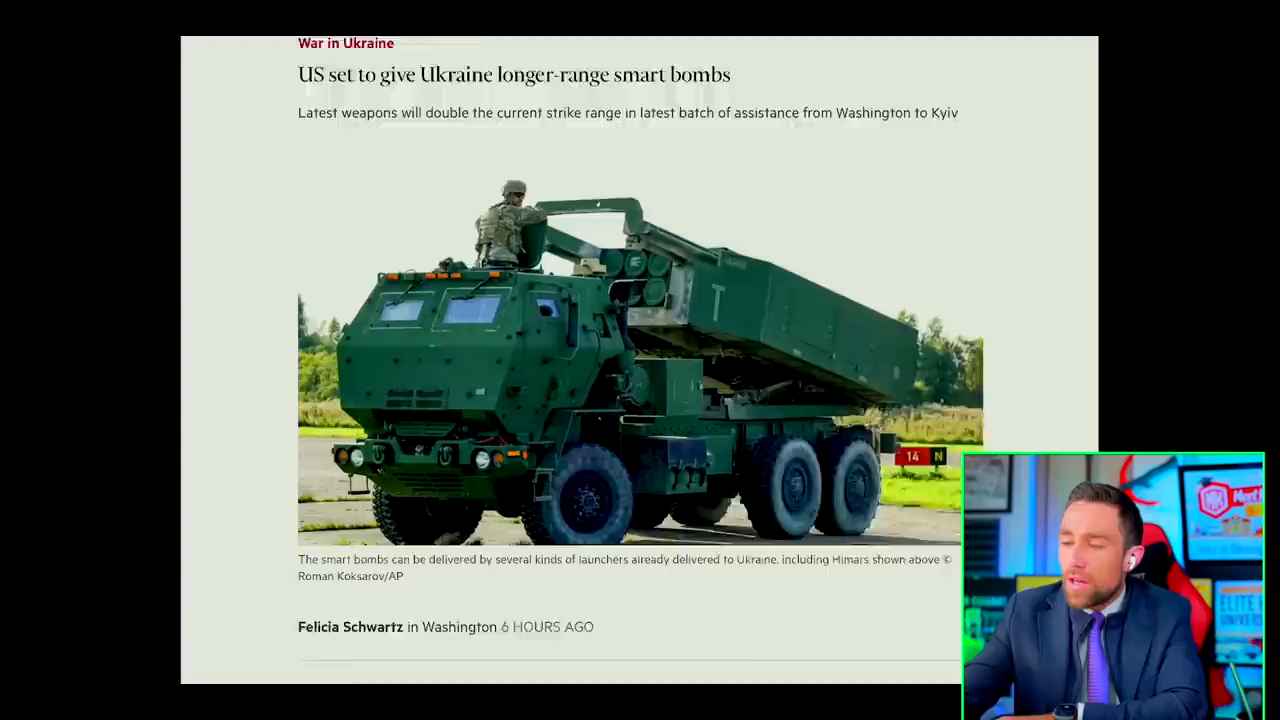 War in Ukraine
US set to give Ukraine longer-range smart bombs
Latest weapons will double the current strike range in latest batch of assistance from Washington to Kyiv
T
14 N
The smart bombs can be delivered by several kinds of launchers already delivered to Ukraine, including Himars shown above ©
Roman Koksarov/AP
Felicia Schwartz in Washington 6 HOURS AGO
ELITE